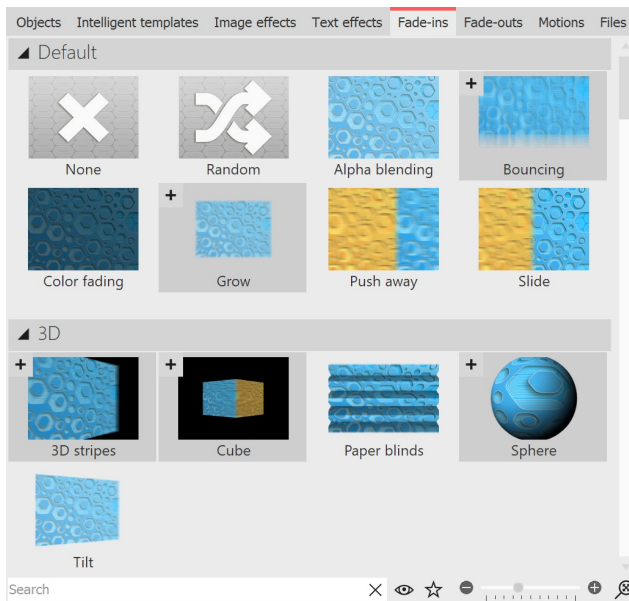 Objects Intelligent templates Image effects Text effects Fade-ins Fade-outs Motions Files
Default
None Random Alpha blending Bouncing
Color fading Grow Push away Slide
3D
3D stripes Cube Paper blinds Sphere
Tilt
Search